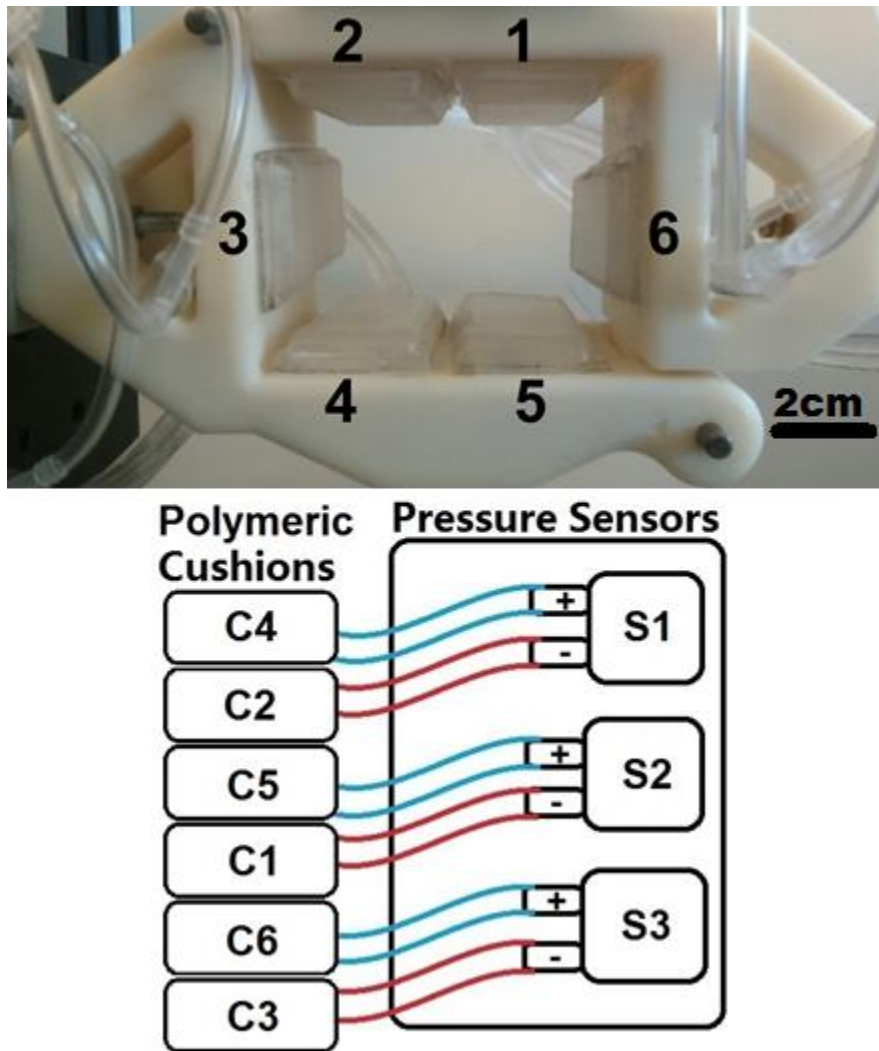 2 1
3 6
4 5
2cm
Polymeric Cushions
Pressure Sensors
C4
+
-
S1
C2
C5
+
-
S2
C1
C6
+
-
S3
C3